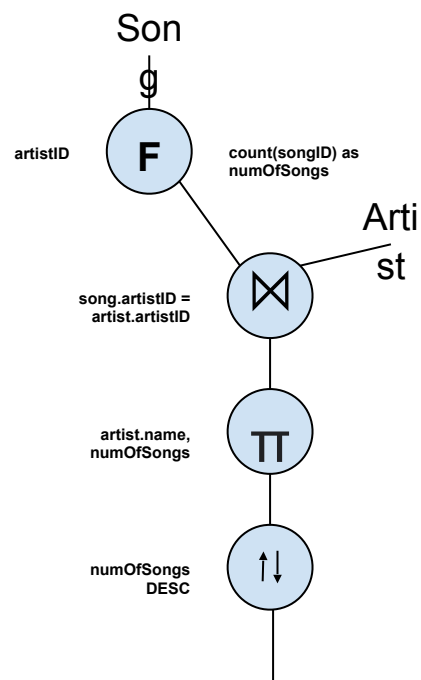 Son
g
artistID
F
count(songID) as
numOfSongs
Arti
st
song.artistID =
artist.artistID
⋈
artist.name,
numOfSongs
π
numOfSongs
DESC
↑↓